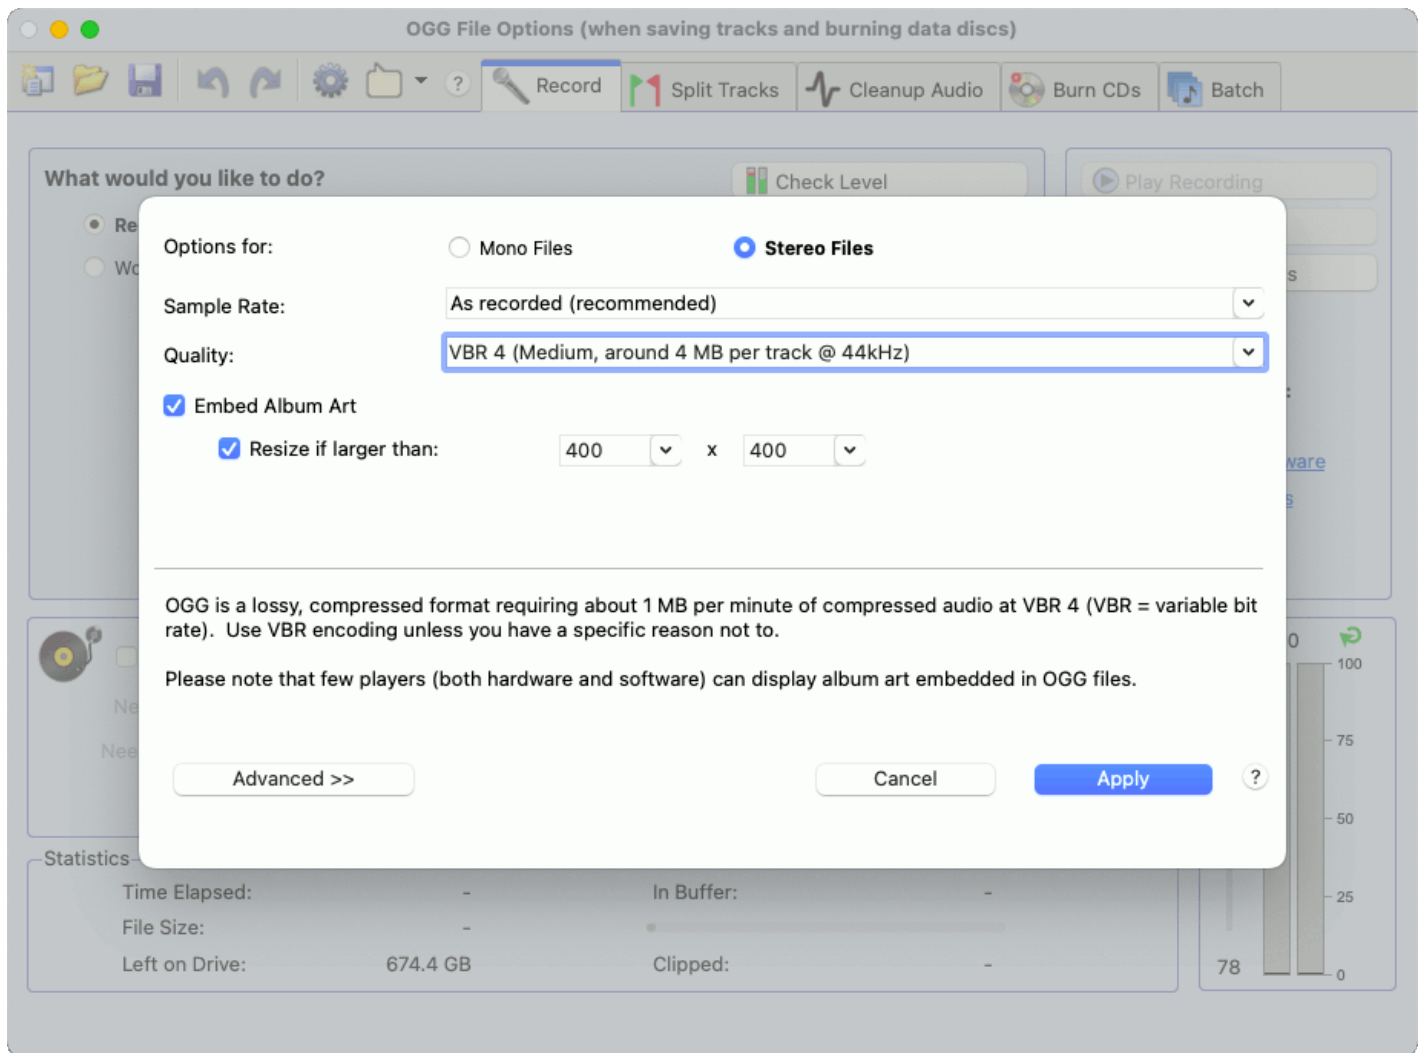 OGG File Options (when saving tracks and burning data discs)
? Record Split Tracks Cleanup Audio Burn CDs Batch
What would you like to do?
Check Level
Play Recording
Re
Wo
s
Options for:
Mono Files
Stereo Files
Sample Rate:
As recorded (recommended)
Quality:
VBR 4 (Medium, around 4 MB per track @ 44kHz)
Embed Album Art
Resize if larger than:
400 x 400
:
ware
s
OGG is a lossy, compressed format requiring about 1 MB per minute of compressed audio at VBR 4 (VBR = variable bit
rate). Use VBR encoding unless you have a specific reason not to.
Please note that few players (both hardware and software) can display album art embedded in OGG files.
Ne
Nee
0
100
75
50
25
0
78
Advanced >>
Cancel
Apply
?
Statistics
Time Elapsed: -
In Buffer: -
File Size: -
Left on Drive: 674.4 GB
Clipped: -